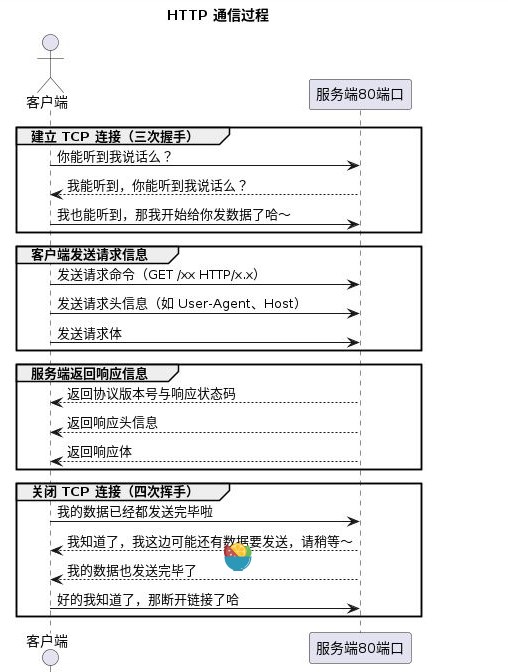 HTTP 通信过程
客户端
服务端80端口
建立 TCP 连接（三次握手）
你能听到我说话么？
我能听到，你能听到我说话么？
我也能听到，那我开始给你发数据了哈～
客户端发送请求信息
发送请求命令（GET /xx HTTP/x.x）
发送请求头信息（如 User-Agent、Host）
发送请求体
服务端返回响应信息
返回协议版本号与响应状态码
返回响应头信息
返回响应体
关闭 TCP 连接（四次挥手）
我的数据已经都发送完毕啦
我知道了，我这边可能还有数据要发送，请稍等～
我的数据也发送完毕了
好的我知道了，那断开链接了哈
客户端
服务端80端口